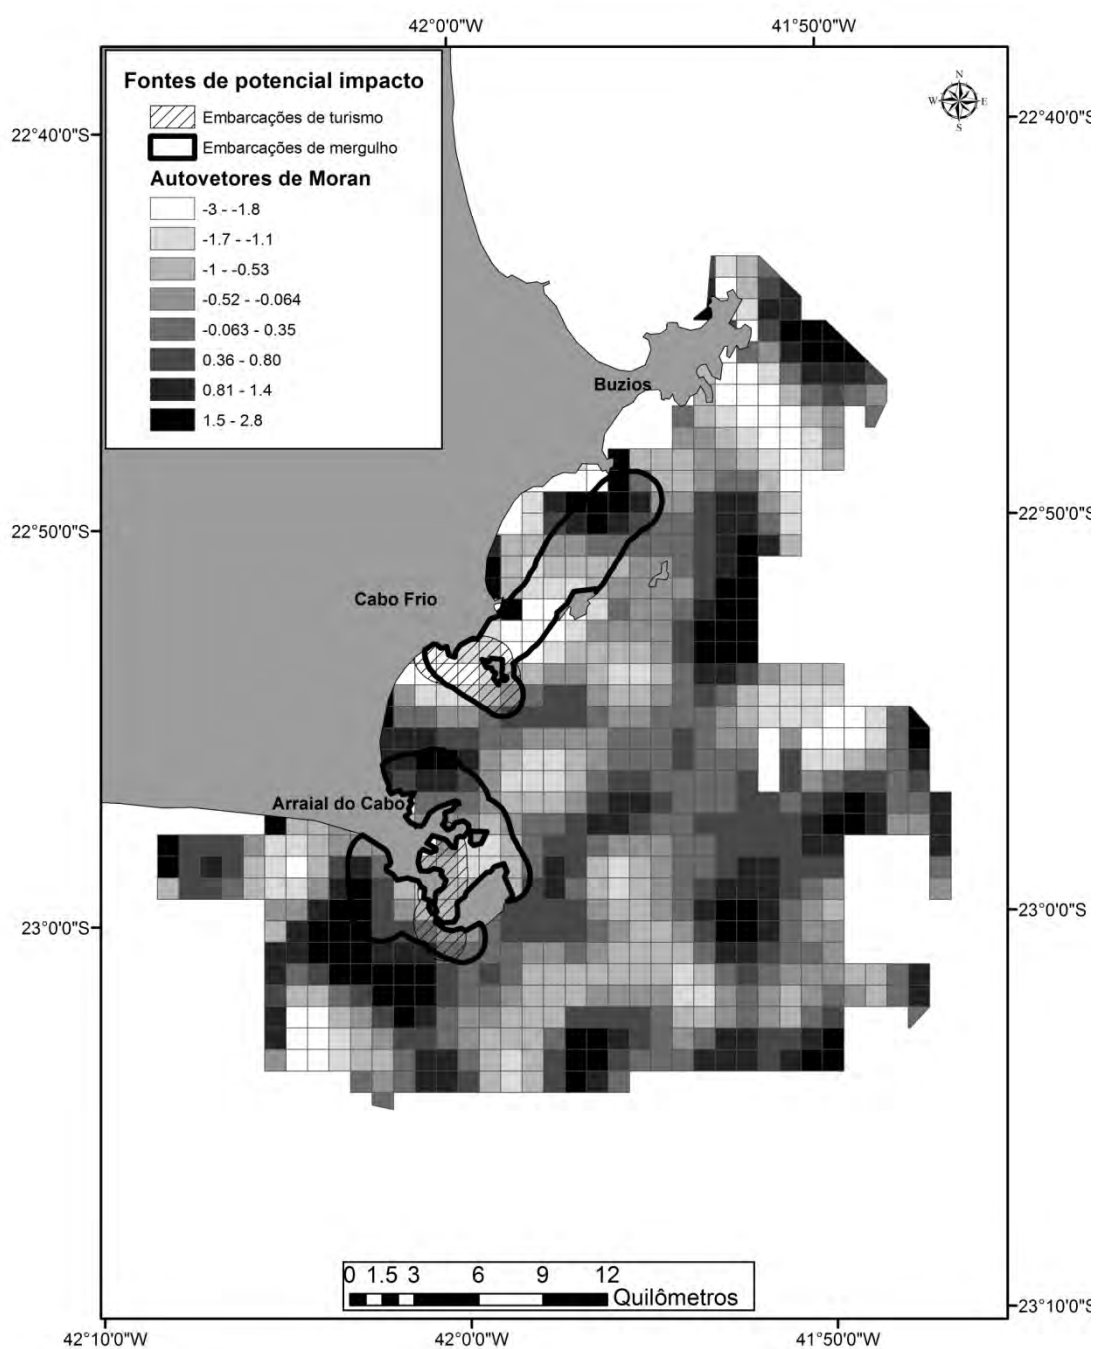 42°0'0"W 41°50'0"W
N
W E
S
22°40'0"S
22°40'0"S
Fontes de potencial impacto
Embarcações de turismo
Embarcações de mergulho
Autovetores de Moran
-3 - -1.8
-1.7 - -1.1
-1 - -0.53
-0.52 - -0.064
-0.063 - 0.35
0.36 - 0.80
0.81 - 1.4
1.5 - 2.8
Buzios
22°50'0"S
22°50'0"S
Cabo Frio
Arraial do Cabo
23°0'0"S
23°0'0"S
0 1.5 3 6 9 12
Quilômetros
23°10'0"S
42°10'0"W 42°0'0"W 41°50'0"W